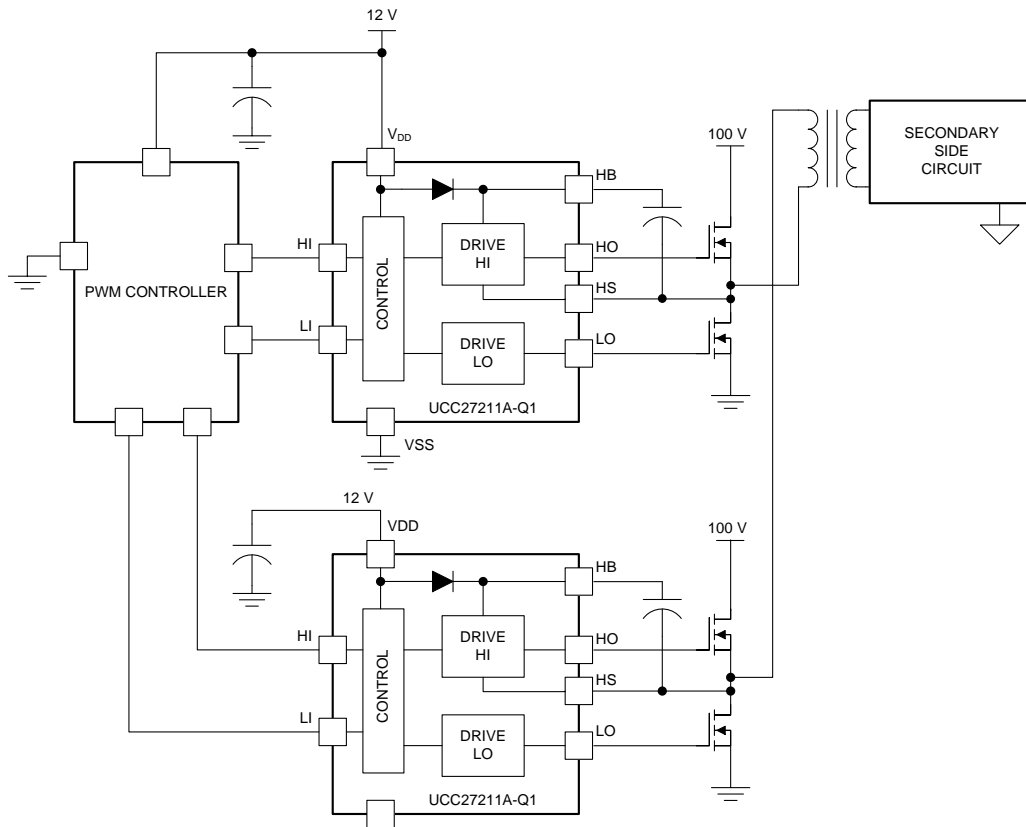 12 V
VDD
100 V
SECONDARY
SIDE
CIRCUIT
PWM CONTROLLER
HI
LI
CONTROL
DRIVE
HI
DRIVE
LO
HB
HO
HS
LO
UCC27211A-Q1
VSS
12 V
VDD
100 V
HI
LI
CONTROL
DRIVE
HI
DRIVE
LO
HB
HO
HS
LO
UCC27211A-Q1